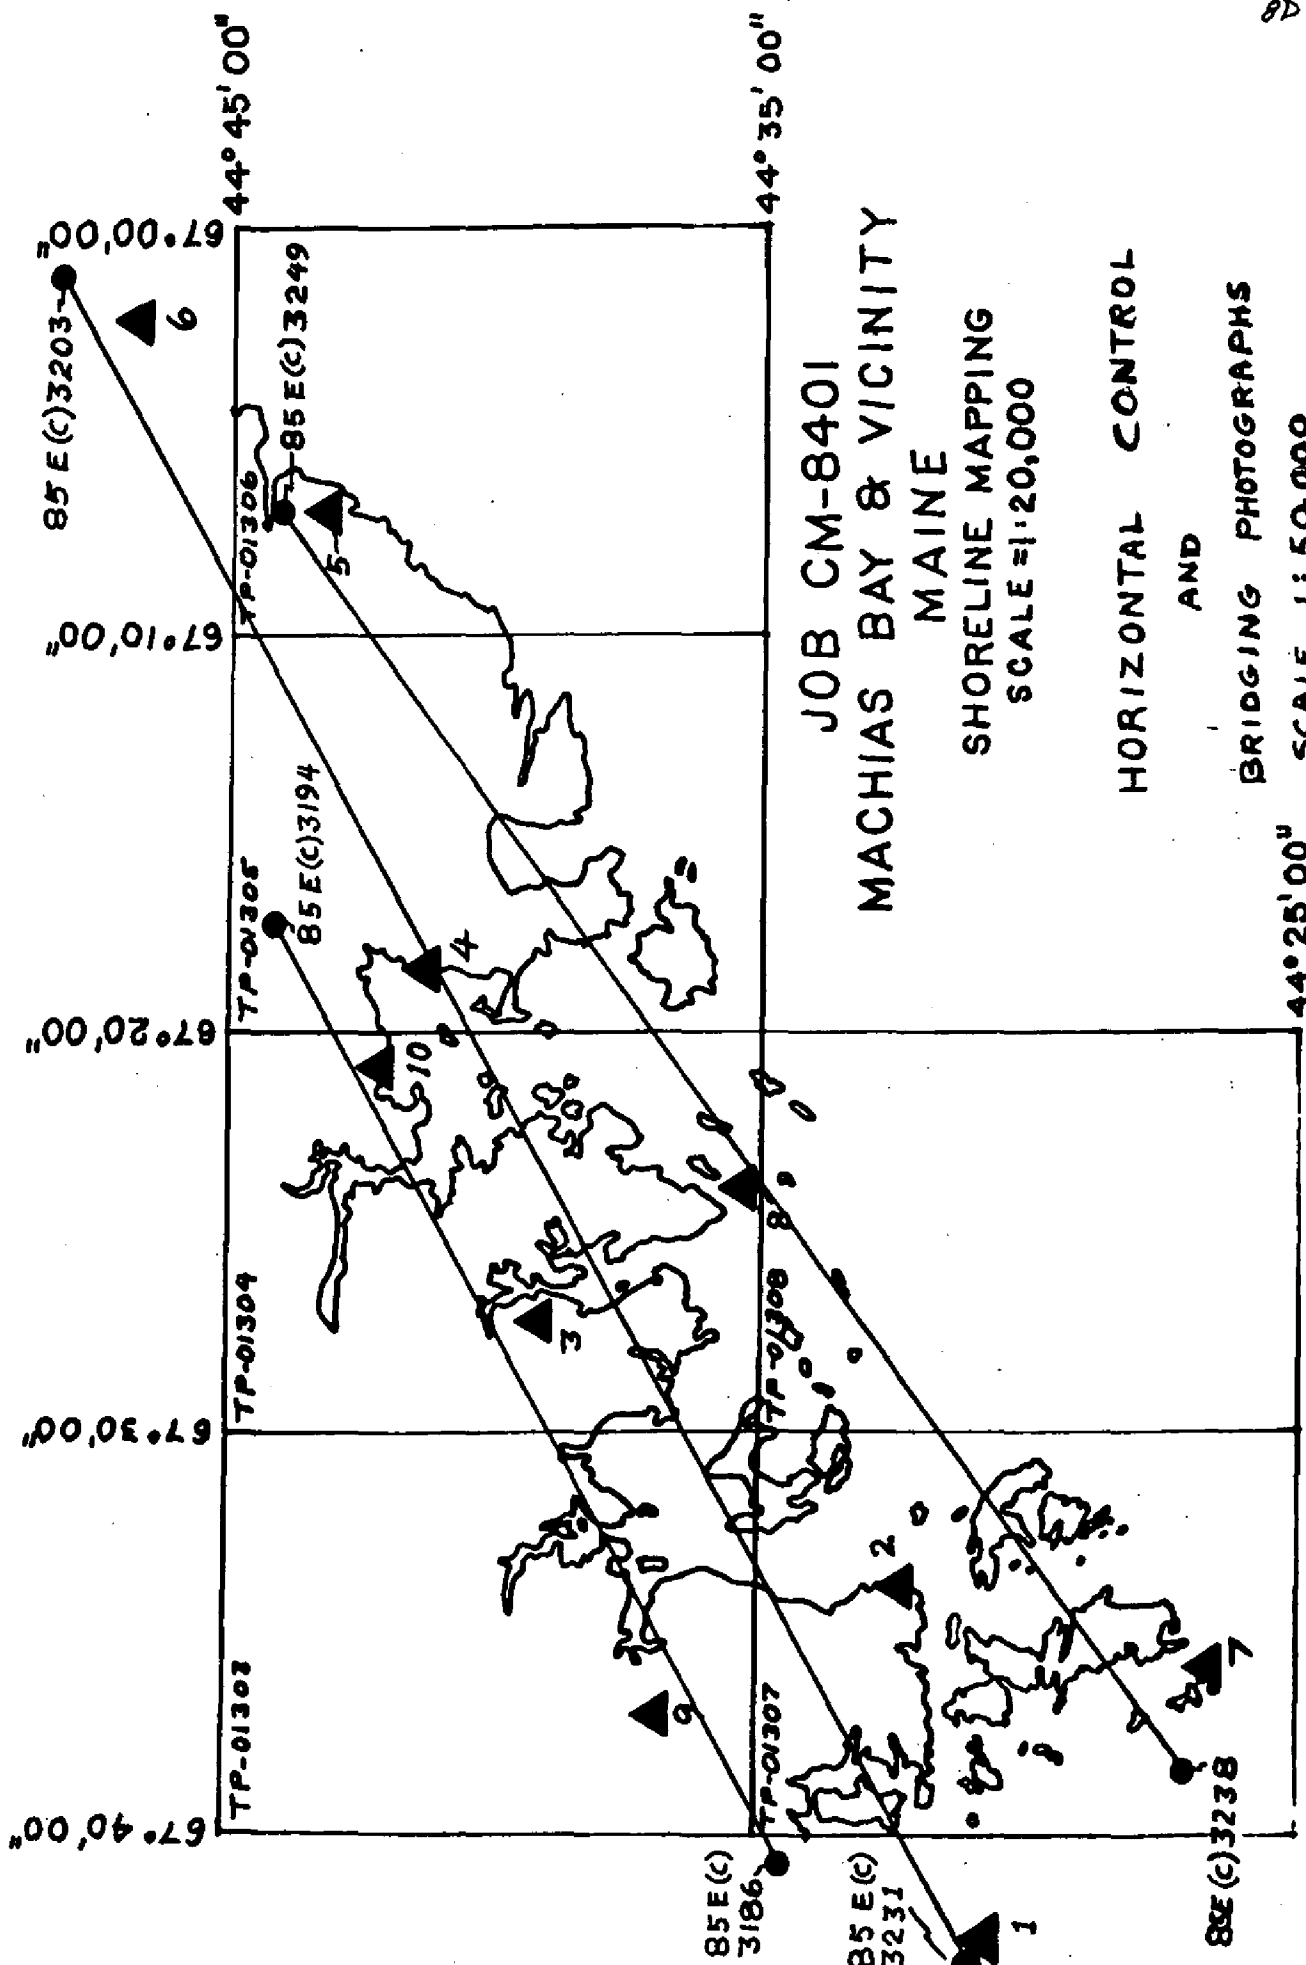 8D
67°40'00"
67°30'00"
67°20'00"
67°10'00"
67°00'00"
44°45'00"
44°35'00"
44°25'00"
TP-01303
TP-01304
TP-01305
TP-01306
TP-01307
TP-01308
85E(C)3203
85E(C)3249
85E(C)3194
85E(C)
3186
85E(C)
3231
85E(C)3238
1
2
3
4
5
6
7
8
9
10
JOB CM-8401
MACHIAS BAY & VICINITY
MAINE
SHORELINE MAPPING
SCALE=1:20,000
HORIZONTAL CONTROL
AND
BRIDGING PHOTOGRAPHS
SCALE 1:50,000